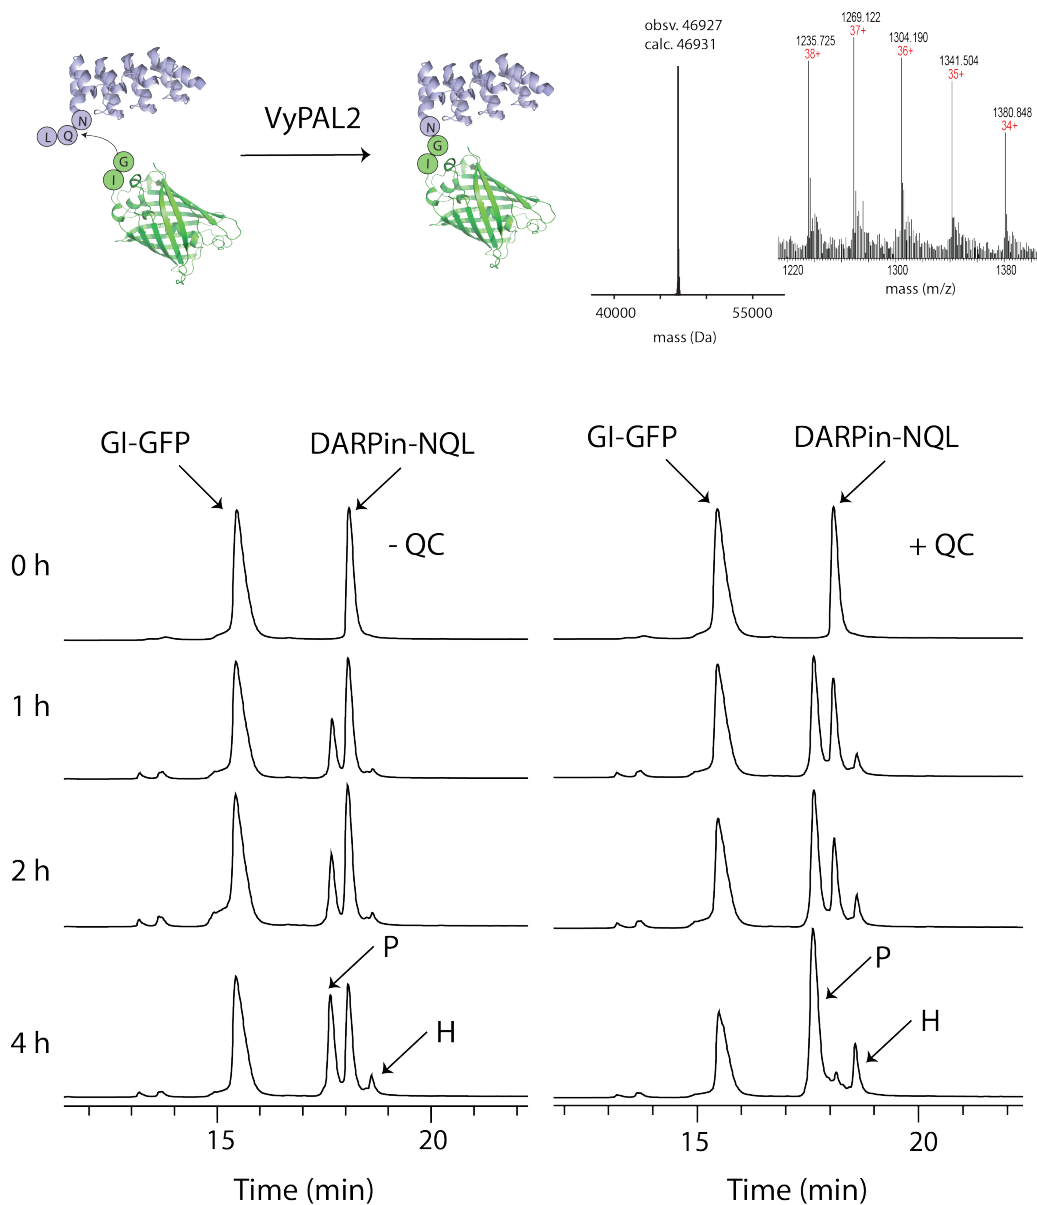 VyPAL2
L Q N
G
I
N
G
I
obsv. 46927
calc. 46931
40000 55000
mass (Da)
1235.725
38+
1269.122
37+
1304.190
36+
1341.504
35+
1380.848
34+
1220 1300 1380
mass (m/z)
GI-GFP DARPin-NQL
- QC
GI-GFP DARPin-NQL
+ QC
0 h
1 h
2 h
4 h
P
H
P
H
15 20
Time (min)
15 20
Time (min)